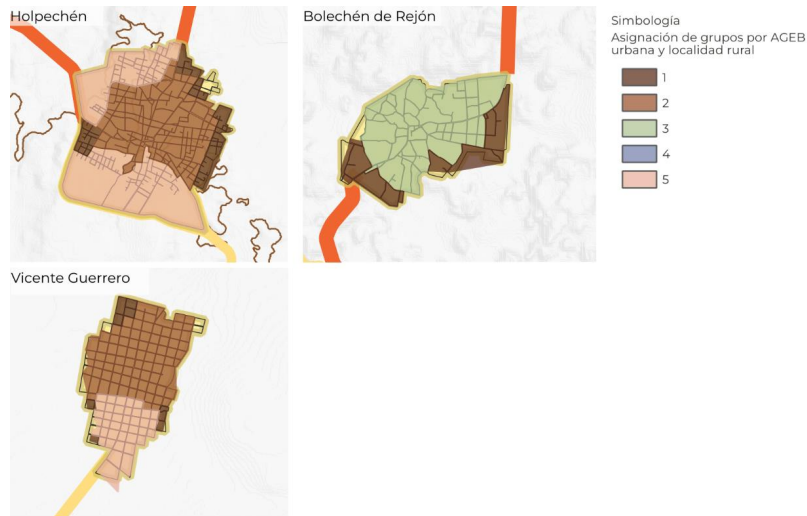 Holpechén
Bolechén de Rejón
Simbología
Asignación de grupos por AGEB
urbana y localidad rural
1
2
3
4
5
Vicente Guerrero